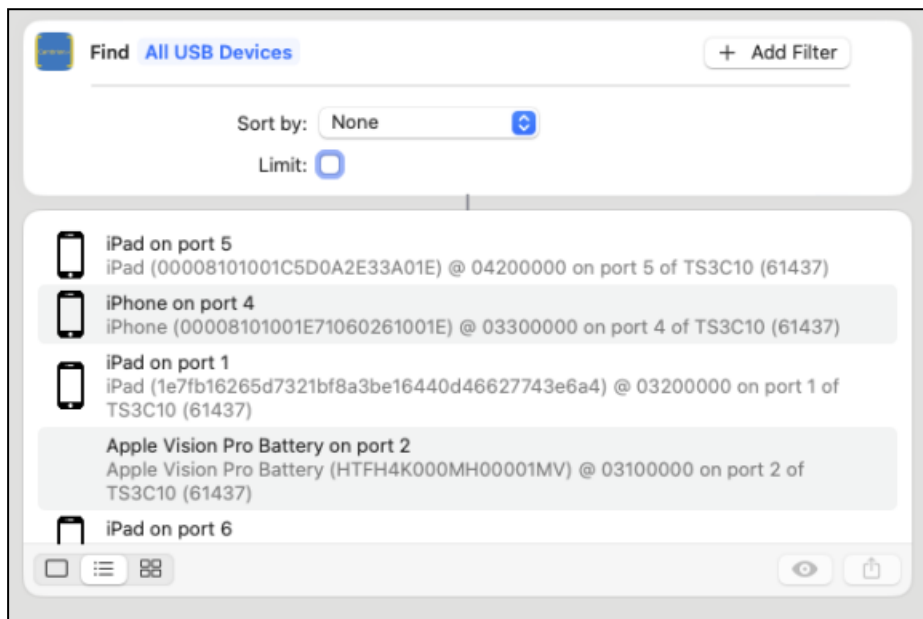 Find All USB Devices
+ Add Filter
Sort by: None
Limit:
iPad on port 5
iPad (00008101001C5D0A2E33A01E) @ 04200000 on port 5 of TS3C10 (61437)
iPhone on port 4
iPhone (00008101001E71060261001E) @ 03300000 on port 4 of TS3C10 (61437)
iPad on port 1
iPad (1e7fb16265d7321bf8a3be16440d46627743e6a4) @ 03200000 on port 1 of
TS3C10 (61437)
Apple Vision Pro Battery on port 2
Apple Vision Pro Battery (HTFH4K000MH00001MV) @ 03100000 on port 2 of
TS3C10 (61437)
iPad on port 6